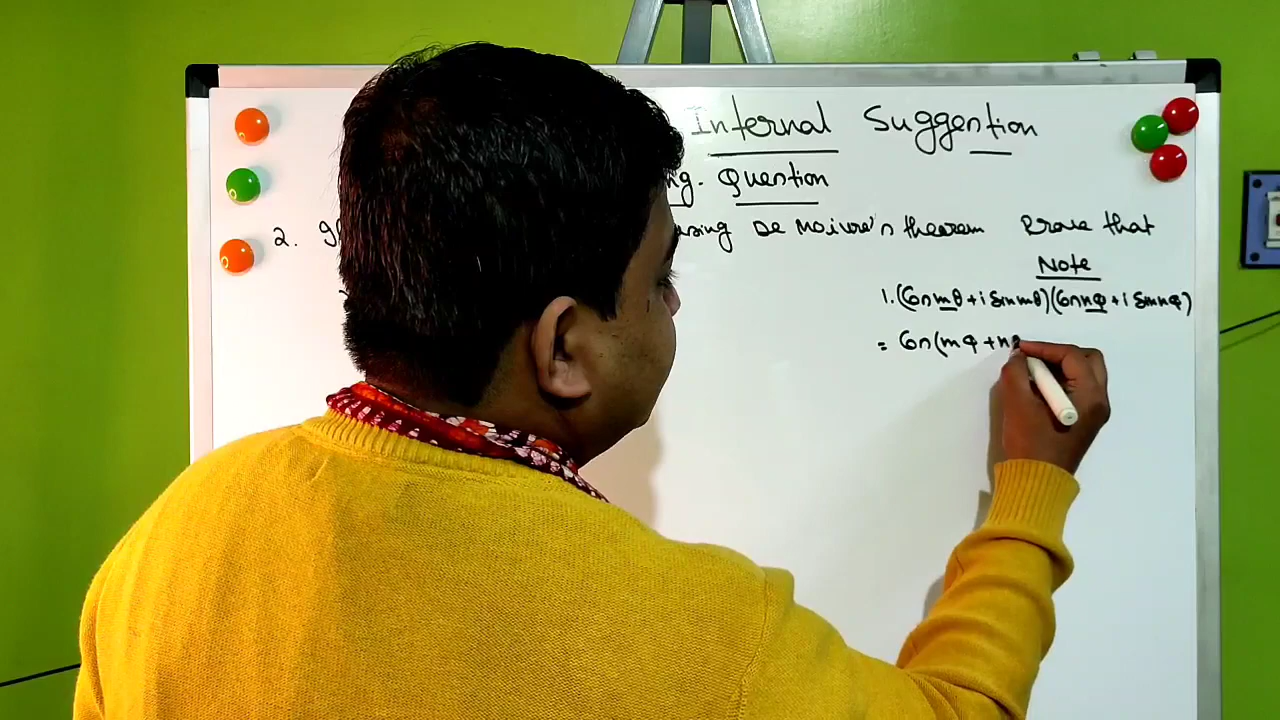 Internal Suggestion
Question
2. using De Moivre's theorem Prove that
Note
1. (Cos mθ + i Sin mθ)(Cos nφ + i Sin nφ)
= Cos(mφ + n